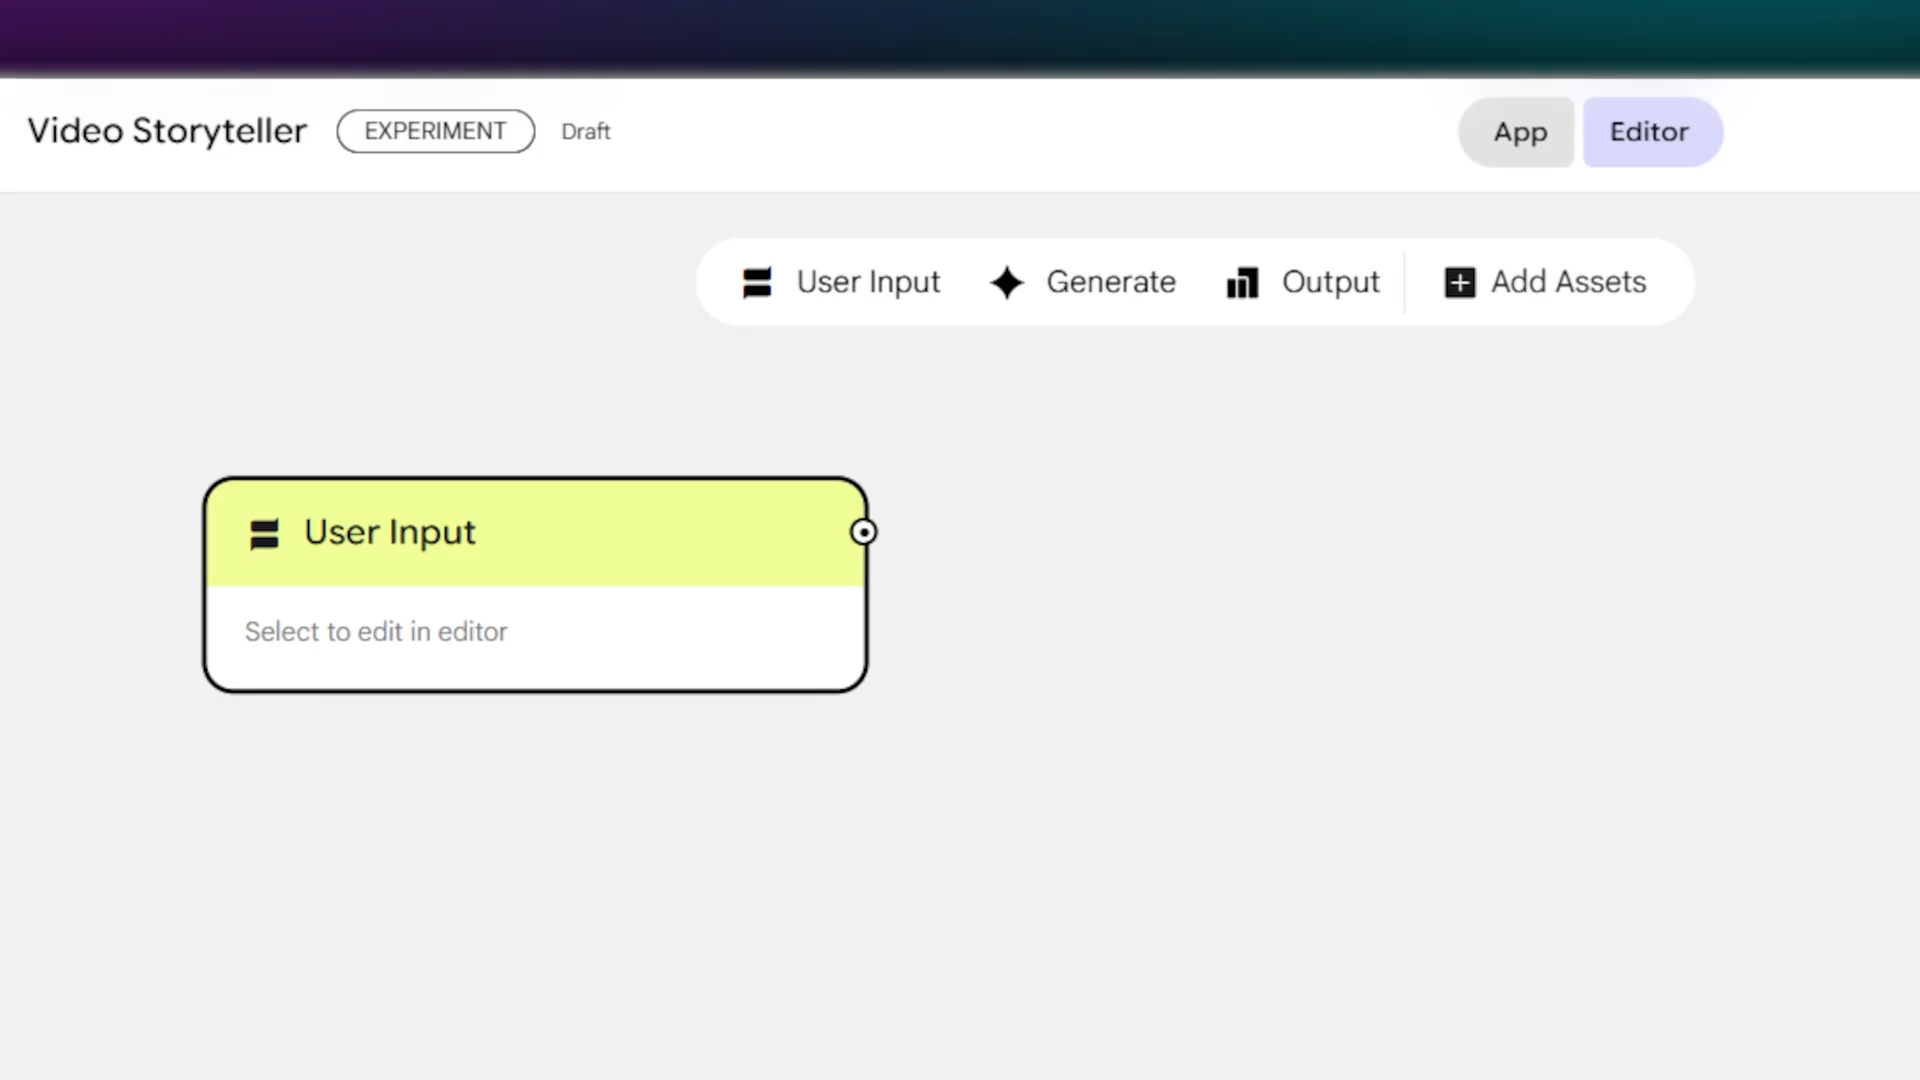 Video Storyteller EXPERIMENT Draft App Editor
User Input Generate Output Add Assets
User Input
Select to edit in editor